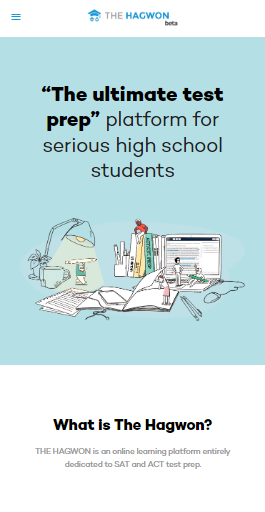 THE HAGWON
beta
“The ultimate test
prep” platform for
serious high school
students
What is The Hagwon?
THE HAGWON is an online learning platform entirely
dedicated to SAT and ACT test prep.